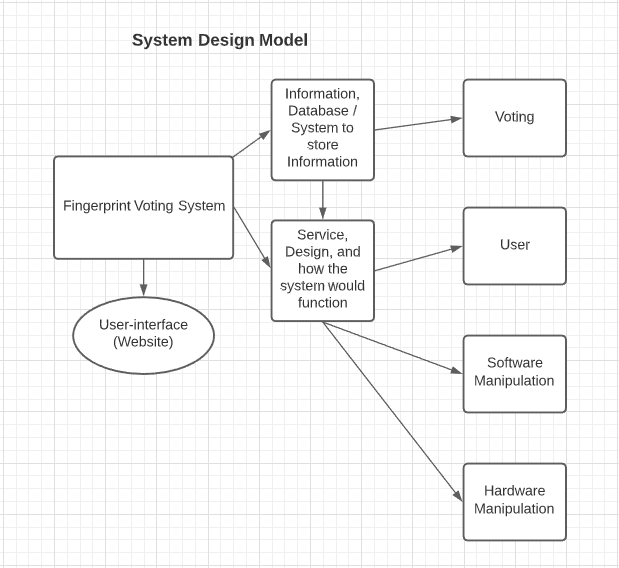 System Design Model
Information,
Database /
System to
store
Information
Voting
Fingerprint Voting System
Service,
Design, and
how the
system would
function
User
User-interface
(Website)
Software
Manipulation
Hardware
Manipulation